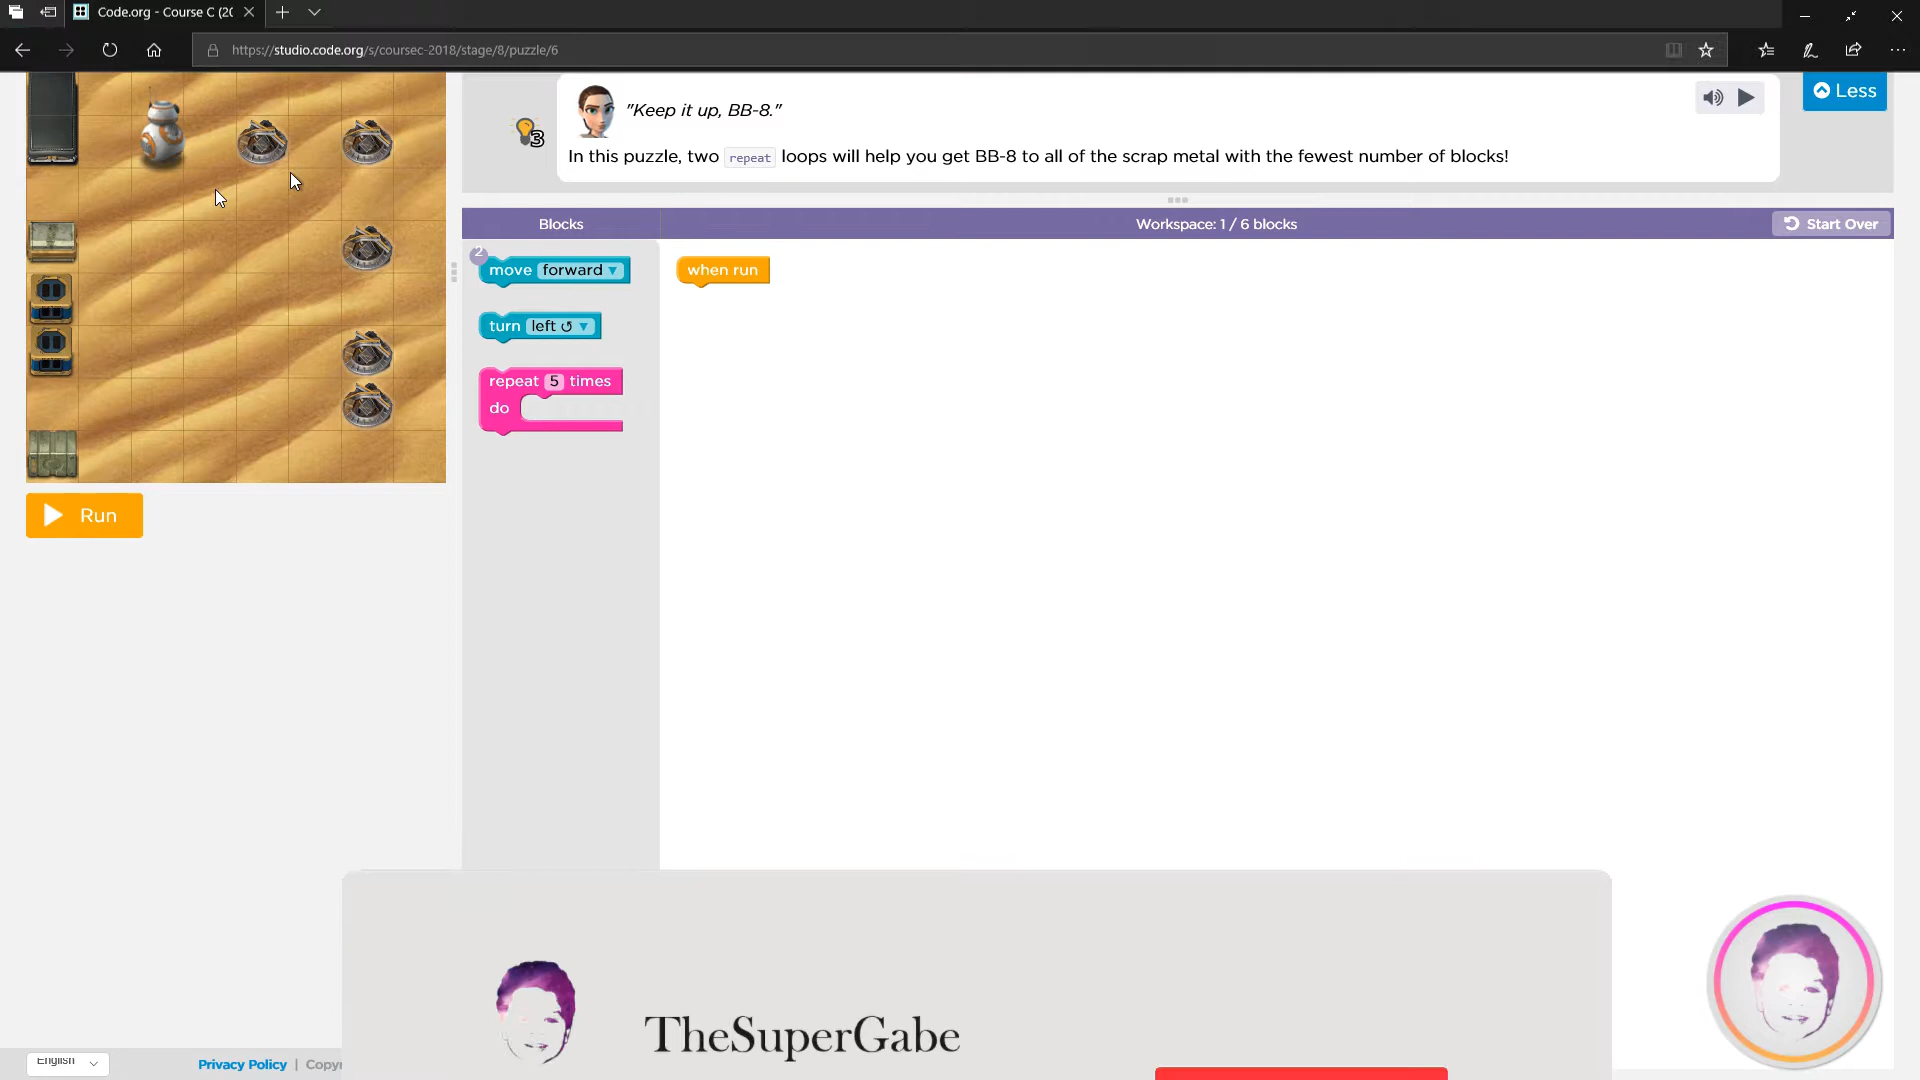 Code.org - Course C (20
https://studio.code.org/s/coursec-2018/stage/8/puzzle/6
"Keep it up, BB-8."
3
In this puzzle, two repeat loops will help you get BB-8 to all of the scrap metal with the fewest number of blocks!
Less
Blocks
Workspace: 1 / 6 blocks
Start Over
2
move forward
when run
turn left
repeat 5 times
do
Run
TheSuperGabe
English
Privacy Policy | Copyr